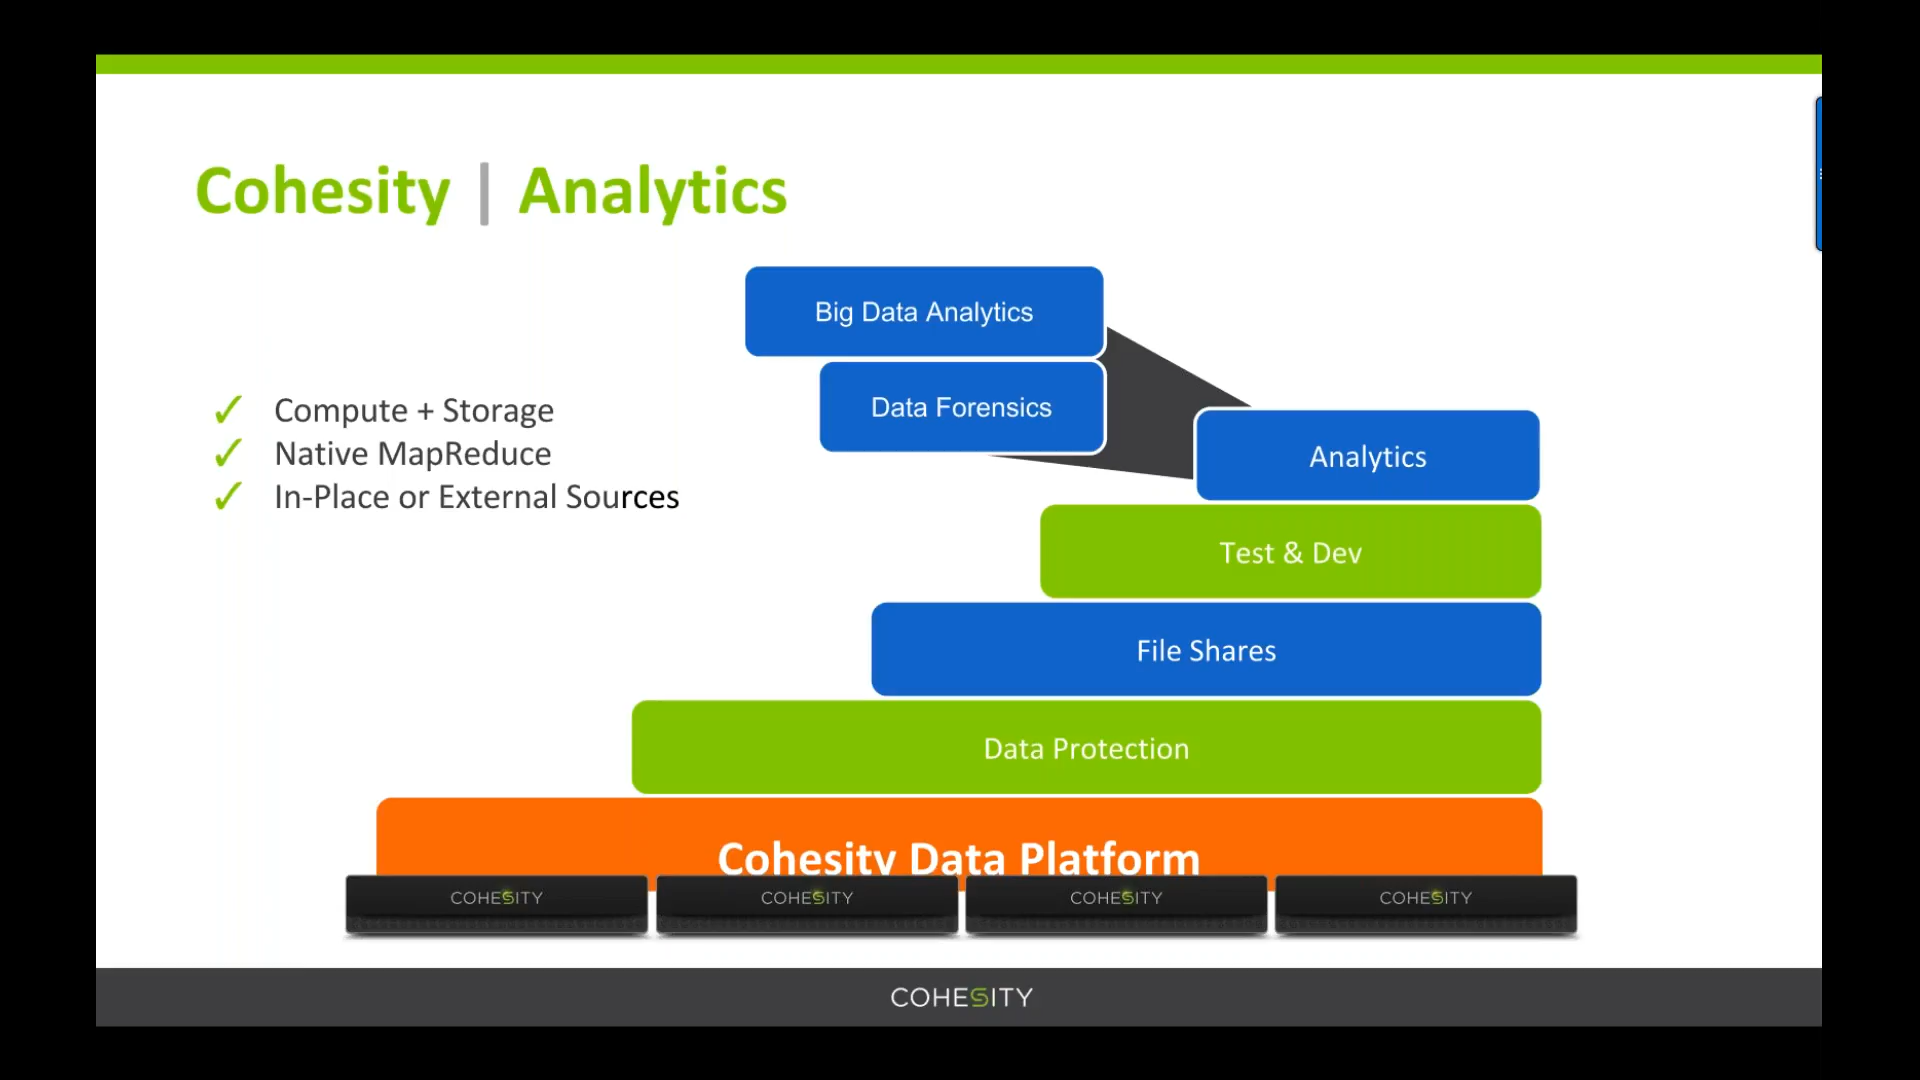 Cohesity | Analytics
Big Data Analytics
Data Forensics
✓ Compute + Storage
✓ Native MapReduce
✓ In-Place or External Sources
Analytics
Test & Dev
File Shares
Data Protection
Cohesity Data Platform
COHESITY COHESITY COHESITY COHESITY
COHESITY